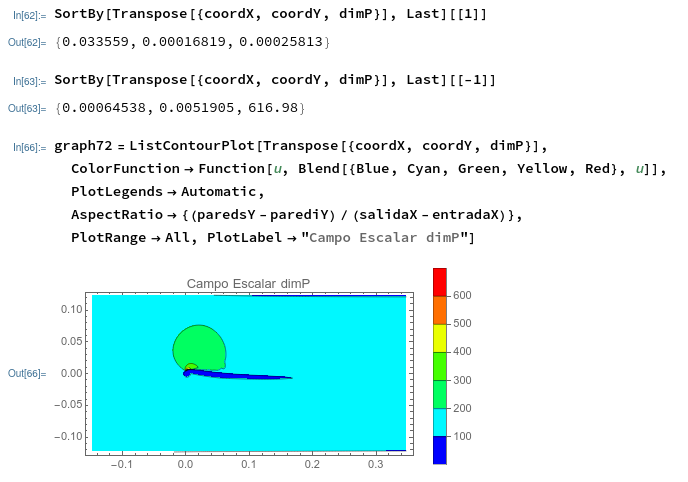 In[62]:= SortBy[Transpose[{coordX, coordY, dimP}], Last][[1]]
Out[62]= {0.033559, 0.00016819, 0.00025813}
In[63]:= SortBy[Transpose[{coordX, coordY, dimP}], Last][[-1]]
Out[63]= {0.00064538, 0.0051905, 616.98}
In[66]:= graph72 = ListContourPlot[Transpose[{coordX, coordY, dimP}],
ColorFunction → Function[u, Blend[{Blue, Cyan, Green, Yellow, Red}, u]],
PlotLegends → Automatic,
AspectRatio → {(paredsY - parediY) / (salidaX - entradaX)},
PlotRange → All, PlotLabel → "Campo Escalar dimP"]
Out[66]=
Campo Escalar dimP
0.10
0.05
0.00
-0.05
-0.10
-0.1 0.0 0.1 0.2 0.3
600
500
400
300
200
100